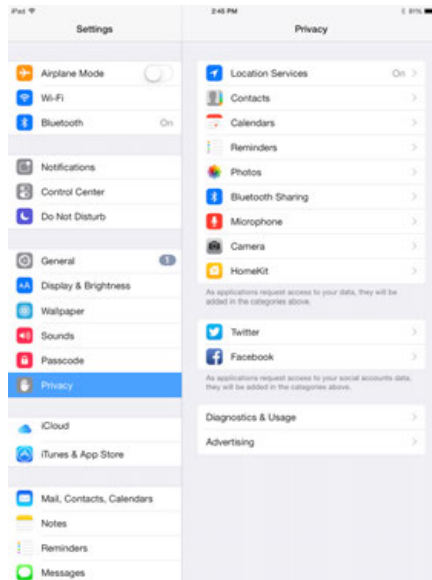 iPad
2:45 PM
81%
Settings
Privacy
Airplane Mode
Wi-Fi
Bluetooth On
Notifications
Control Center
Do Not Disturb
General 1
Display & Brightness
Wallpaper
Sounds
Passcode
Privacy
iCloud
iTunes & App Store
Mail, Contacts, Calendars
Notes
Reminders
Messages
Location Services On
Contacts
Calendars
Reminders
Photos
Bluetooth Sharing
Microphone
Camera
HomeKit
As applications request access to your data, they will be
added in the categories above.
Twitter
Facebook
As applications request access to your social accounts data,
they will be added in the categories above.
Diagnostics & Usage
Advertising